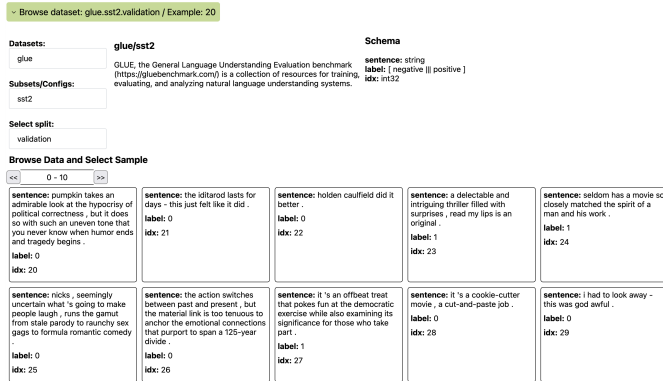 Browse dataset: glue.sst2.validation / Example: 20
Datasets:
glue
Subsets/Configs:
sst2
Select split:
validation
glue/sst2
GLUE, the General Language Understanding Evaluation benchmark
(https://gluebenchmark.com/) is a collection of resources for training,
evaluating, and analyzing natural language understanding systems.
Schema
sentence: string
label: [ negative ||| positive ]
idx: int32
Browse Data and Select Sample
<< 0 - 10 >>
sentence: pumpkin takes an
admirable look at the hypocrisy of
political correctness , but it does
so with such an uneven tone that
you never know when humor ends
and tragedy begins .
label: 0
idx: 20
sentence: the iditarod lasts for
days - this just felt like it did .
label: 0
idx: 21
sentence: holden caulfield did it
better .
label: 0
idx: 22
sentence: a delectable and
intriguing thriller filled with
surprises , read my lips is an
original .
label: 1
idx: 23
sentence: seldom has a movie so
closely matched the spirit of a
man and his work .
label: 1
idx: 24
sentence: nicks , seemingly
uncertain what 's going to make
people laugh , runs the gamut
from stale parody to raunchy sex
gags to formula romantic comedy
.
label: 0
idx: 25
sentence: the action switches
between past and present , but
the material link is too tenuous to
anchor the emotional connections
that purport to span a 125-year
divide .
label: 0
idx: 26
sentence: it 's an offbeat treat
that pokes fun at the democratic
exercise while also examining its
significance for those who take
part .
label: 1
idx: 27
sentence: it 's a cookie-cutter
movie , a cut-and-paste job .
label: 0
idx: 28
sentence: i had to look away -
this was god awful .
label: 0
idx: 29